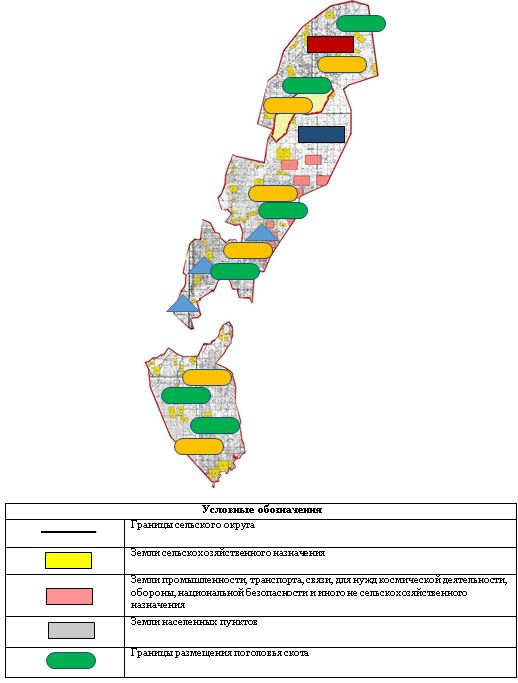 Условные обозначения
Границы сельского округа
Земли сельскохозяйственного назначения
Земли промышленности, транспорта, связи, для нужд космической деятельности,
обороны, национальной безопасности и иного не сельскохозяйственного
назначения
Земли населенных пунктов
Границы размещения поголовья скота